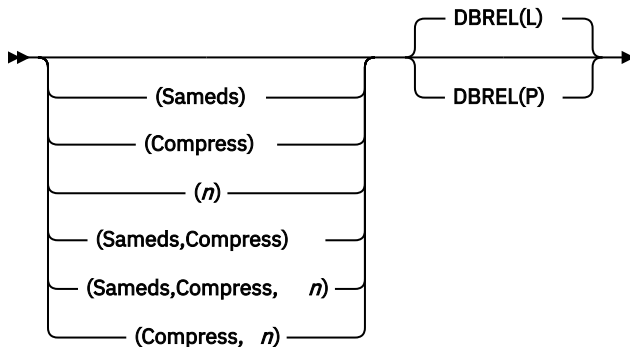 DBREL(L)
(Sameds)
DBREL(P)
(Compress)
(n)
(Sameds,Compress)
(Sameds,Compress, n)
(Compress, n)